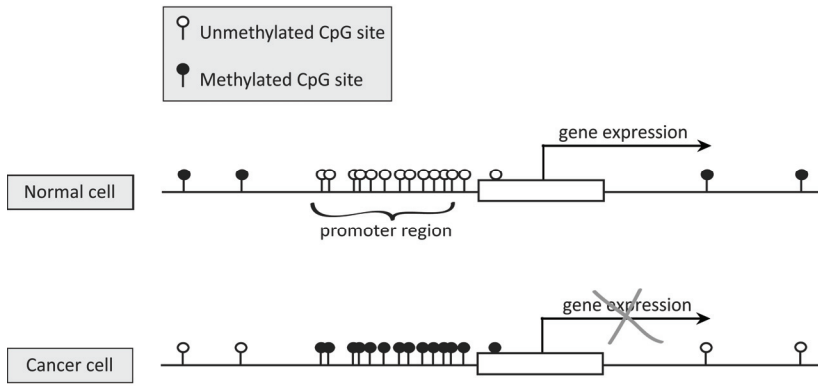 Unmethylated CpG site
Methylated CpG site
gene expression
Normal cell
promoter region
gene expression
Cancer cell